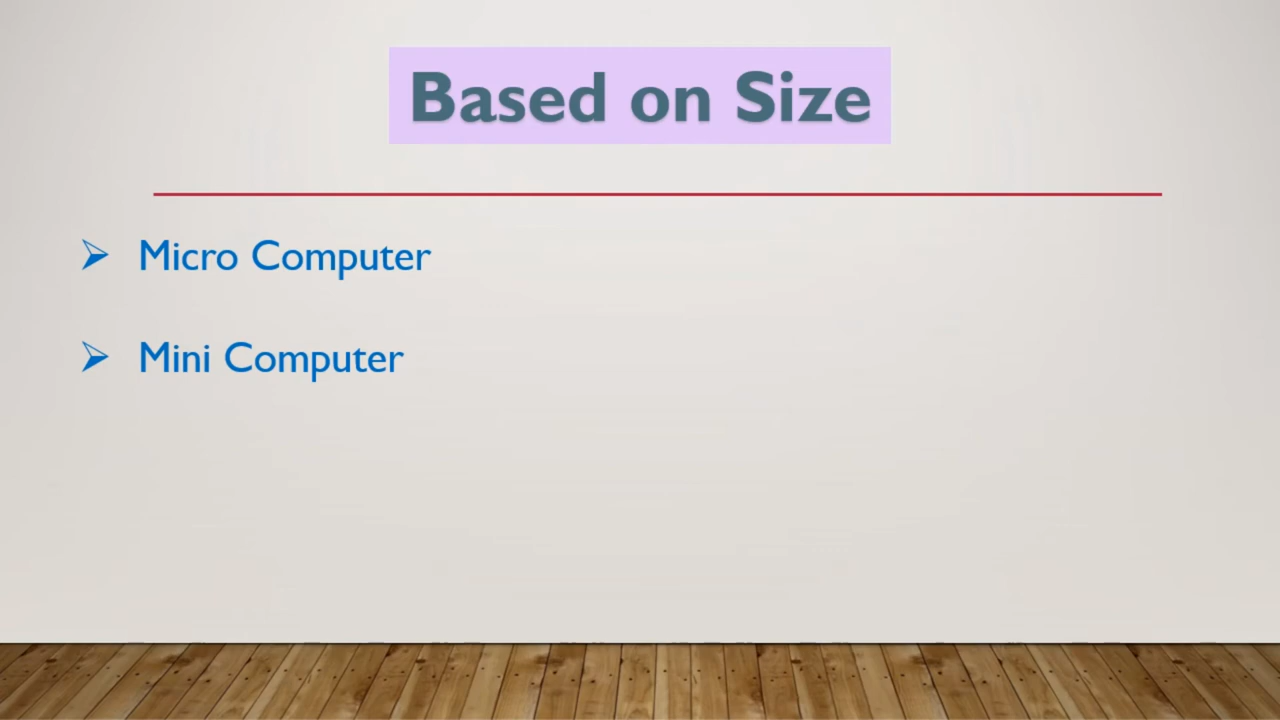 Based on Size
➢ Micro Computer
➢ Mini Computer